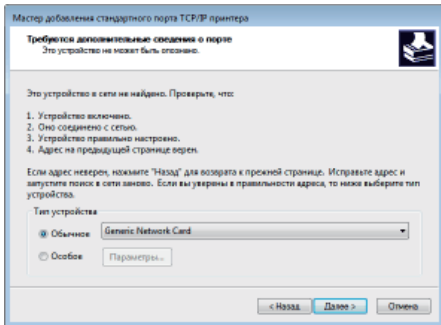 Мастер добавления стандартного порта TCP/IP принтера
Требуются дополнительные сведения о порте
Это устройство не может быть опознано.
Это устройство в сети не найдено. Проверьте, что:
1. Устройство включено.
2. Оно соединено с сетью.
3. Устройство правильно настроено.
4. Адрес на предыдущей странице верен.
Если адрес неверен, нажмите "Назад" для возврата к прежней странице. Исправьте адрес и
запустите поиск в сети заново. Если вы уверены в правильности адреса, то ниже выберите тип
устройства.
Тип устройства
Обычное Generic Network Card
Особое Параметры...
< Назад Далее > Отмена